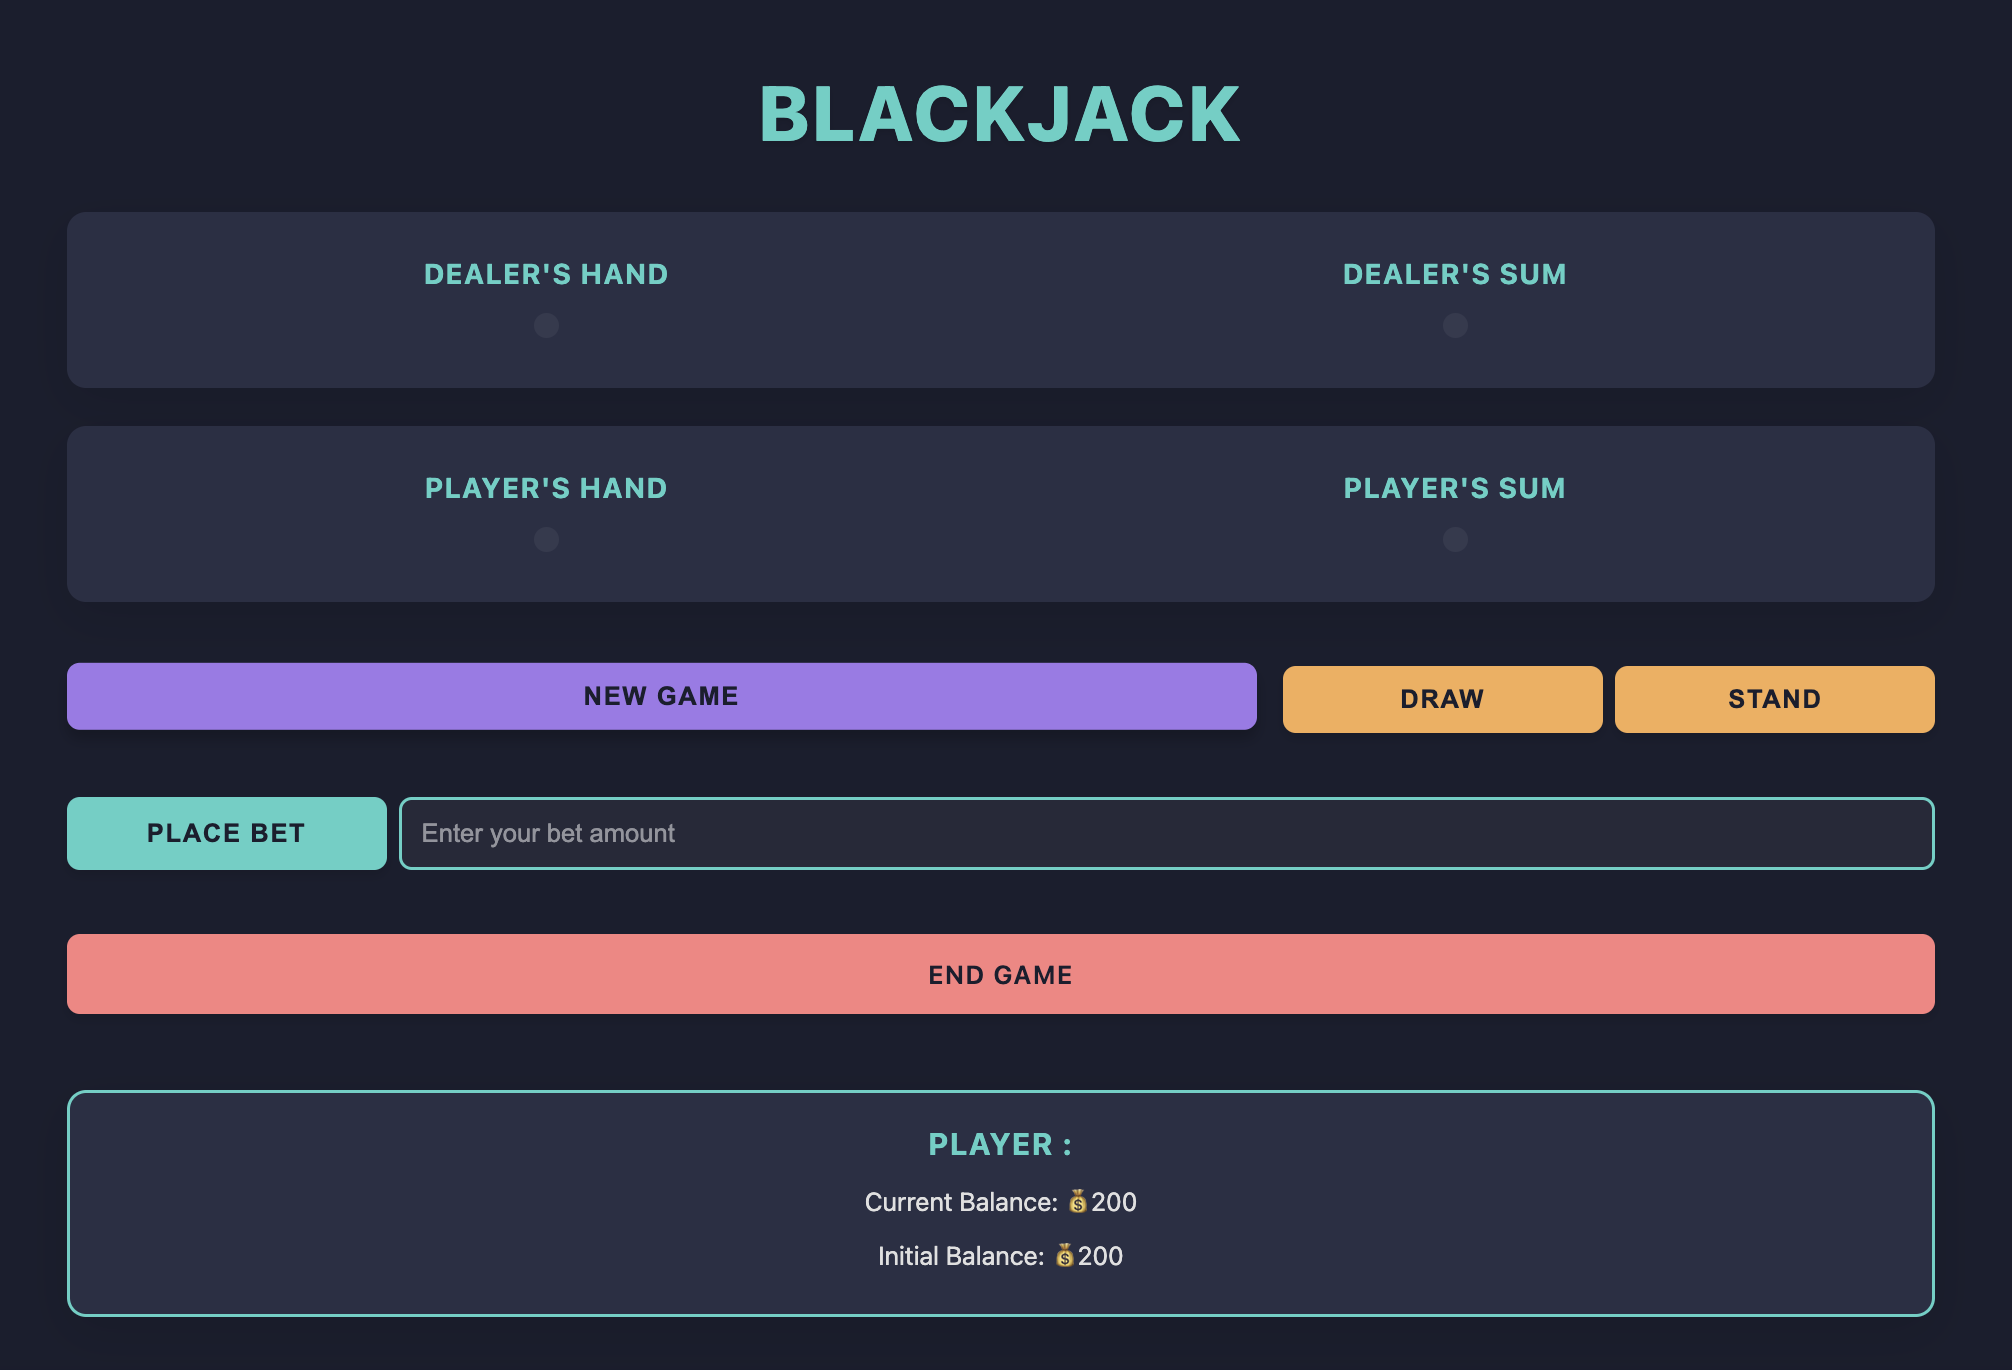 BLACKJACK
DEALER'S HAND
DEALER'S SUM
PLAYER'S HAND
PLAYER'S SUM
NEW GAME
DRAW
STAND
PLACE BET
Enter your bet amount
END GAME
PLAYER :
Current Balance: 💰200
Initial Balance: 💰200